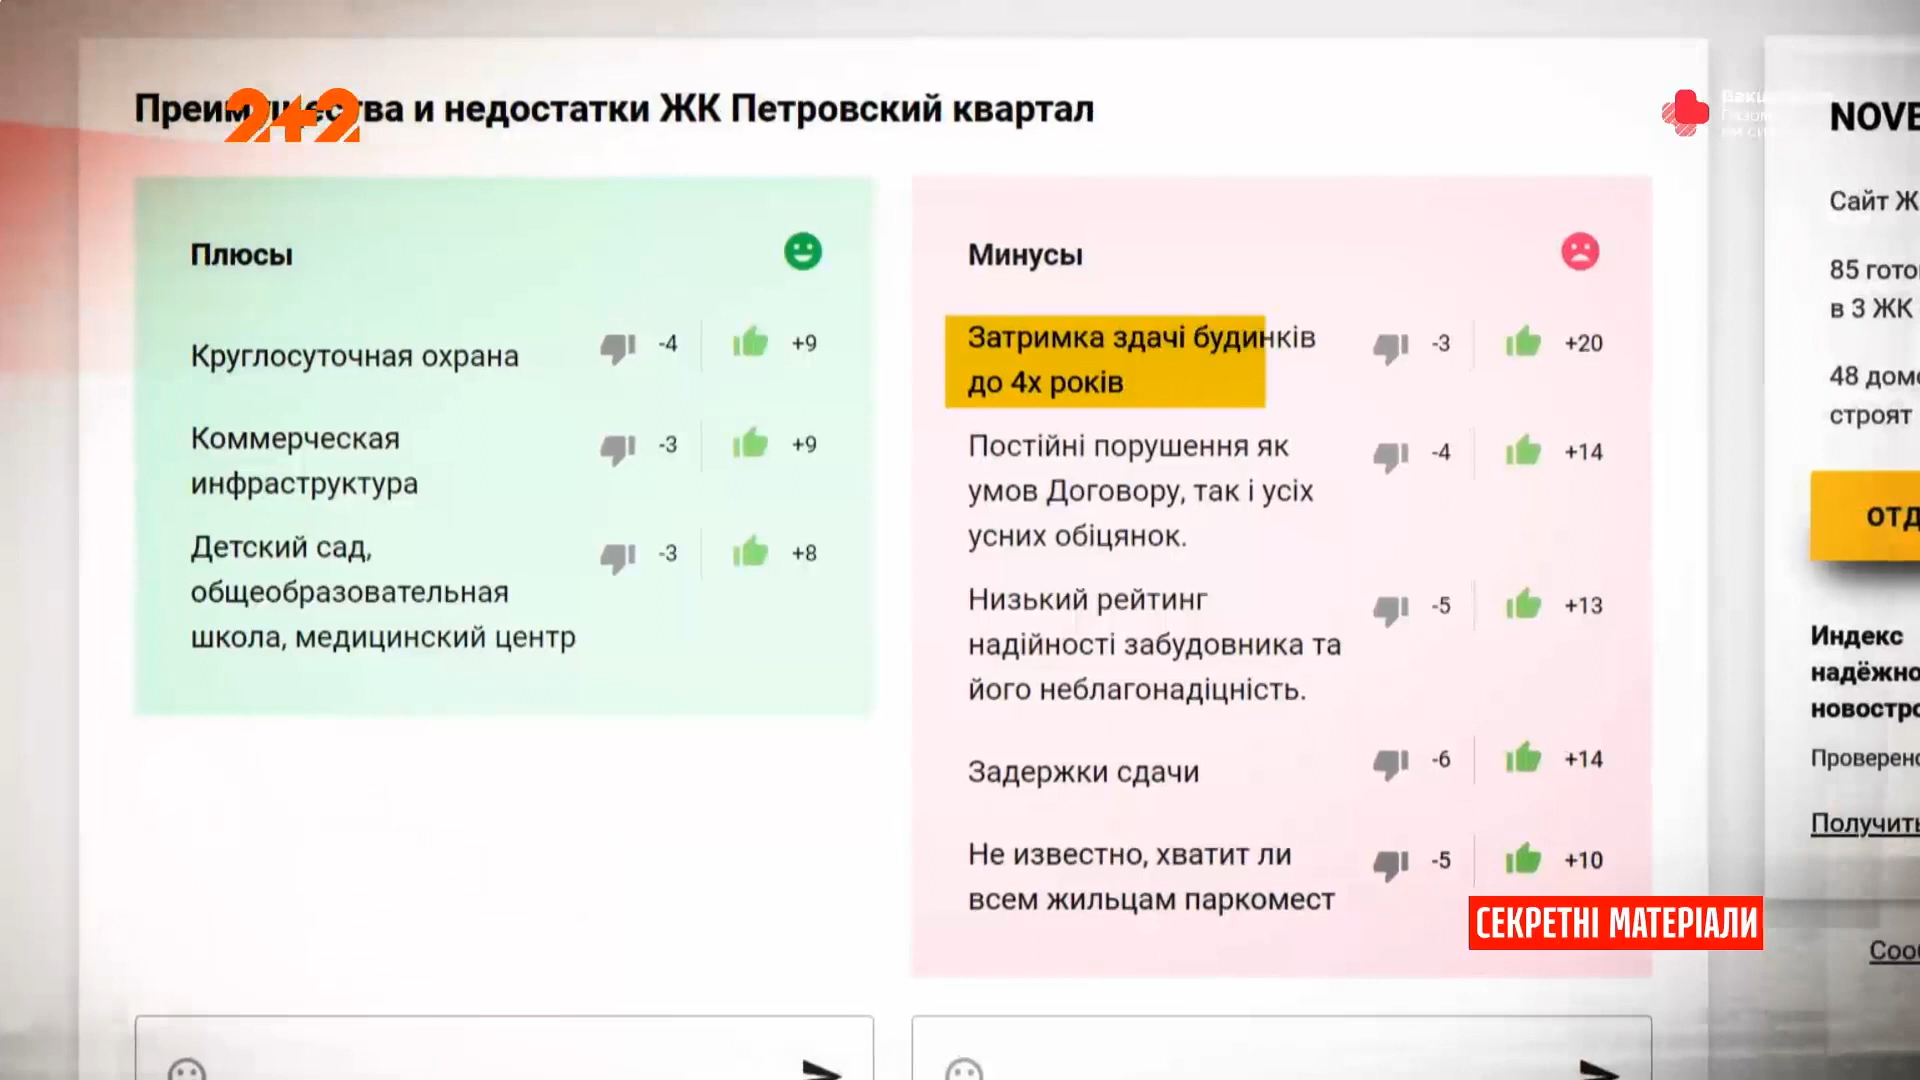 Преимущества и недостатки ЖК Петровский квартал
2+2
NOVE
Плюсы
Круглосуточная охрана
-4
+9
Коммерческая
инфраструктура
-3
+9
Детский сад,
общеобразовательная
школа, медицинский центр
-3
+8
Минусы
Затримка здачі будинків
до 4х років
-3
+20
Постійні порушення як
умов Договору, так і усіх
усних обіцянок.
-4
+14
Низький рейтинг
надійності забудовника та
його неблагонадіцність.
-5
+13
Задержки сдачи
-6
+14
Не известно, хватит ли
всем жильцам паркомест
-5
+10
СЕКРЕТНІ МАТЕРІАЛИ
Сайт Ж
85 гото
в 3 ЖК
48 дом
строят
ОТД
Индекс
надёжно
новостро
Проверен
Получить
Соо